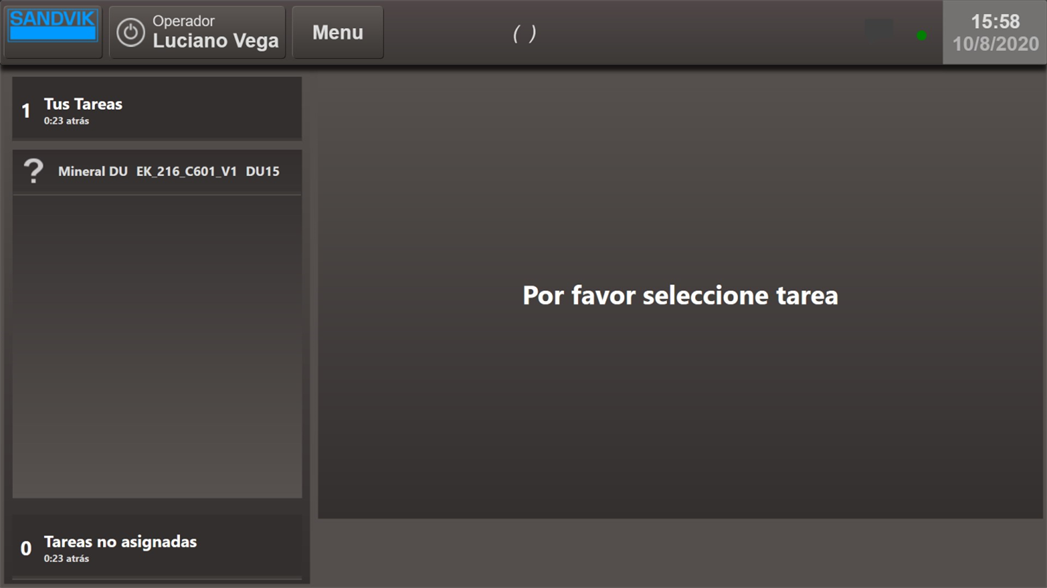 SANDVIK
Operador
Luciano Vega
Menu
( )
15:58
10/8/2020
1 Tus Tareas
0:23 atrás
? Mineral DU EK_216_C601_V1 DU15
Por favor seleccione tarea
0 Tareas no asignadas
0:23 atrás